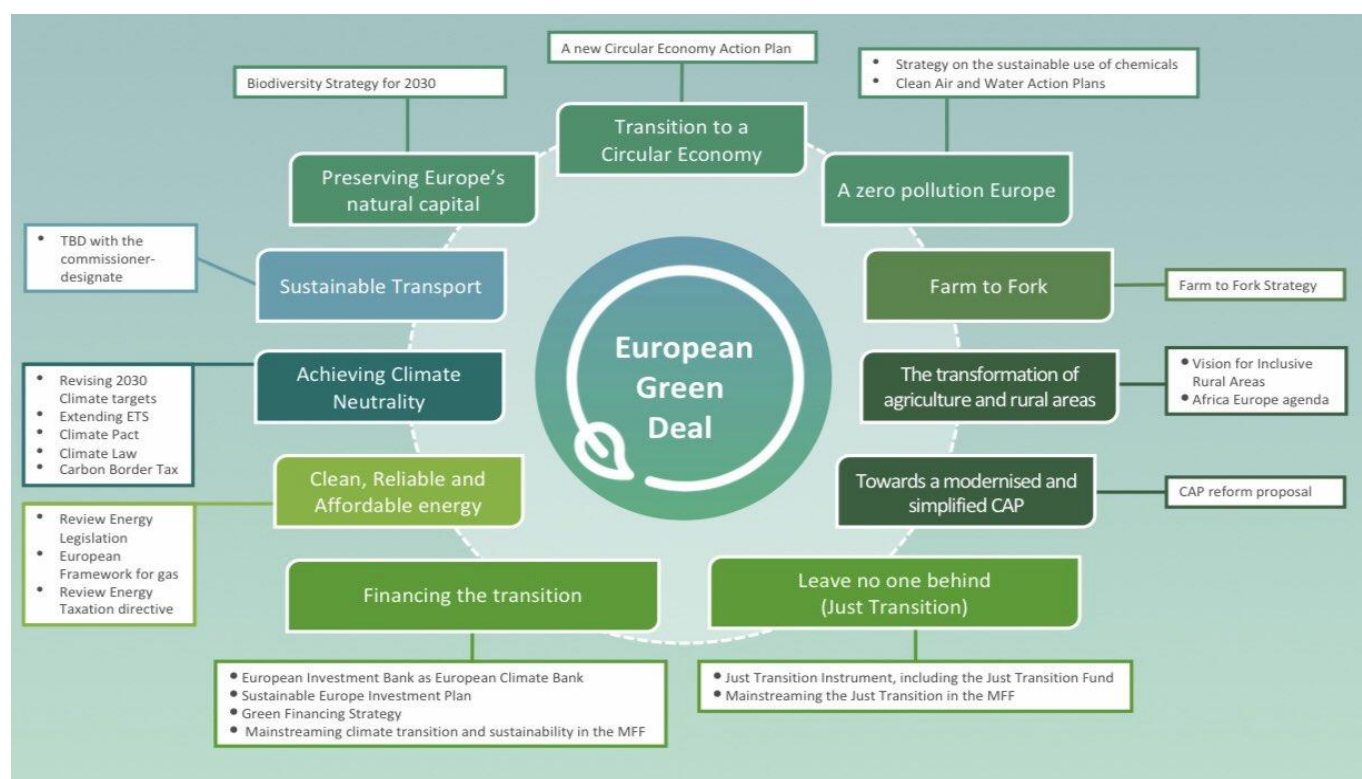 A new Circular Economy Action Plan
Biodiversity Strategy for 2030
• Strategy on the sustainable use of chemicals
• Clean Air and Water Action Plans
Transition to a
Circular Economy
Preserving Europe's
natural capital
A zero pollution Europe
• TBD with the
commissioner-
designate
Sustainable Transport
Farm to Fork
Farm to Fork Strategy
European
Green
Deal
Achieving Climate
Neutrality
• Revising 2030
Climate targets
• Extending ETS
• Climate Pact
• Climate Law
• Carbon Border Tax
The transformation of
agriculture and rural areas
• Vision for Inclusive
Rural Areas
• Africa Europe agenda
Clean, Reliable and
Affordable energy
• Review Energy
Legislation
• European
Framework for gas
• Review Energy
Taxation directive
Towards a modernised and
simplified CAP
CAP reform proposal
Financing the transition
• European Investment Bank as European Climate Bank
• Sustainable Europe Investment Plan
• Green Financing Strategy
• Mainstreaming climate transition and sustainability in the MFF
Leave no one behind
(Just Transition)
• Just Transition Instrument, including the Just Transition Fund
• Mainstreaming the Just Transition in the MFF